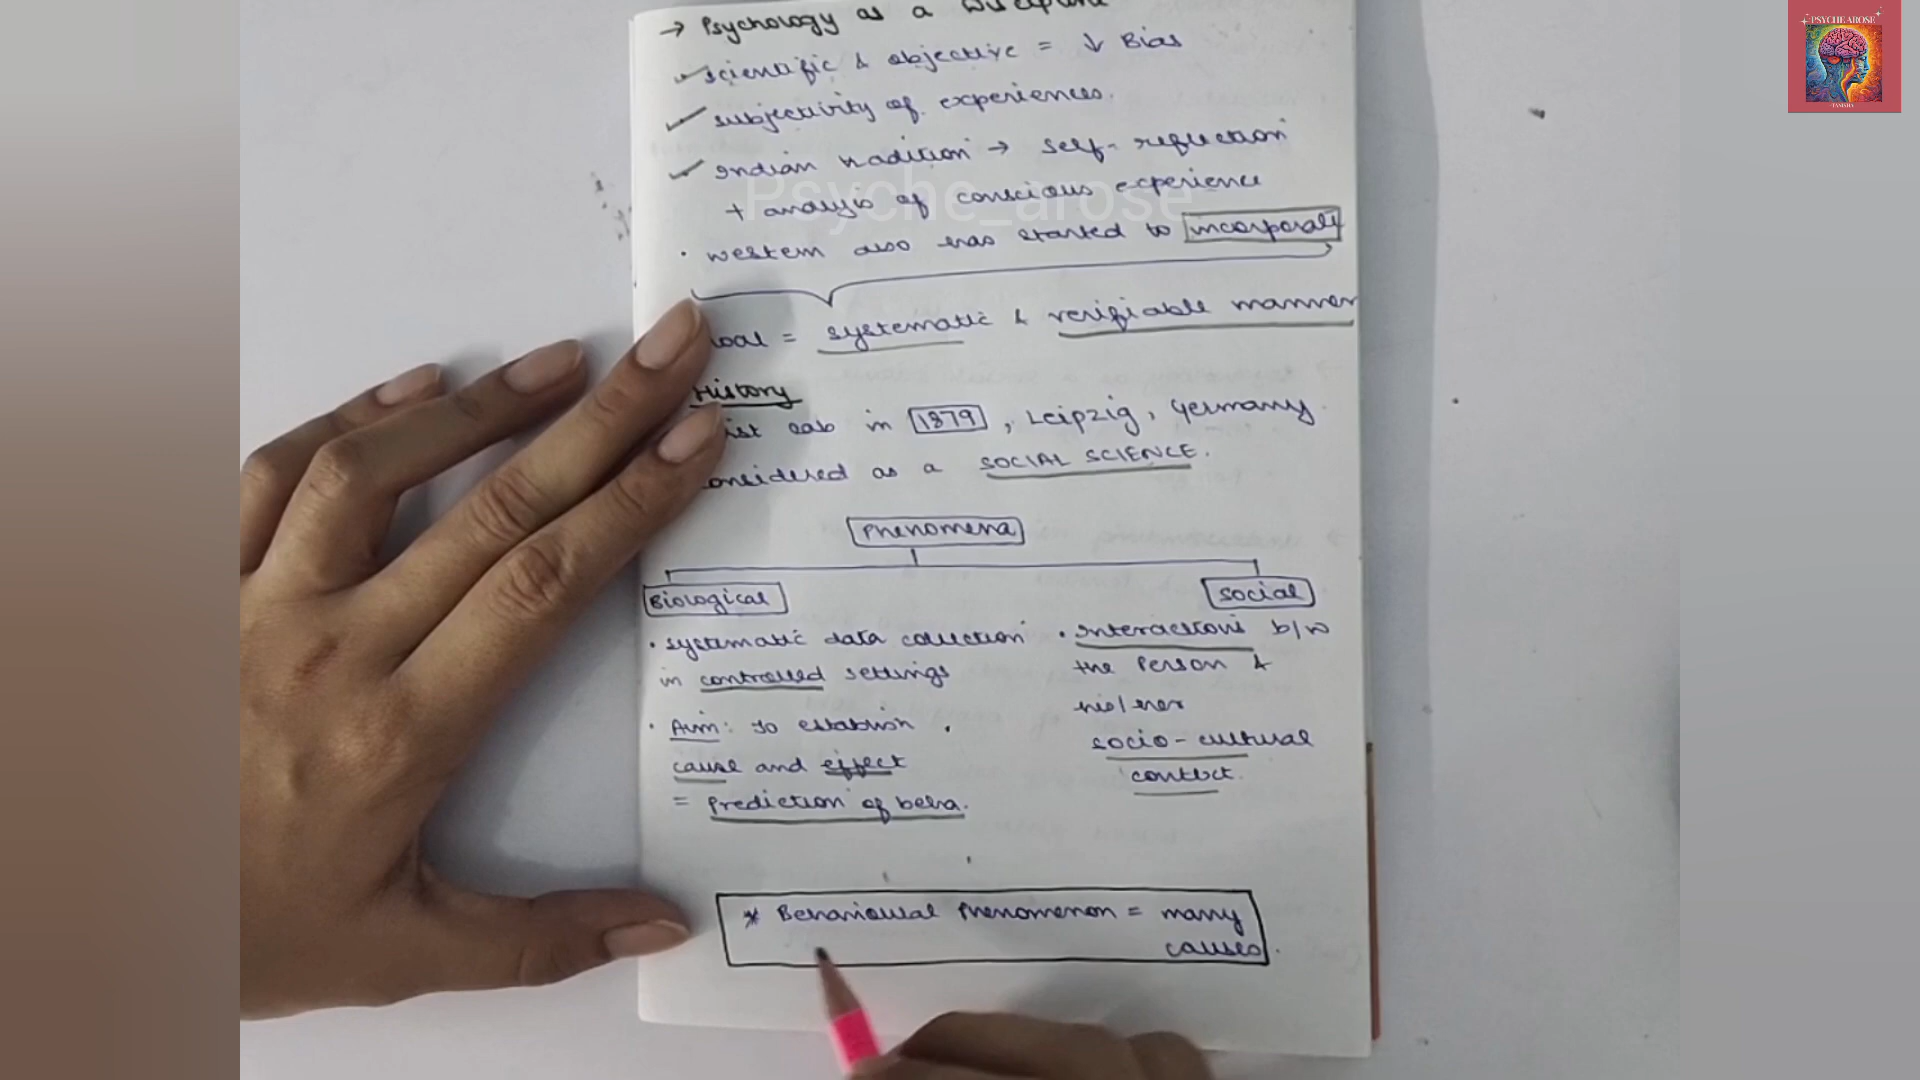 → Psychology as a Discipline
scientific & objective = ↓ Bias
subjectivity of experiences.
Indian tradition → self-reflection
+ analysis of conscious experience
• western also has started to incorporate
Goal = systematic & verifiable manner
History
1st Lab in 1879, Leipzig, Germany.
considered as a SOCIAL SCIENCE.
Phenomena
Biological
• systematic data collection
in controlled settings
• Aim: To establish
cause and effect
= Prediction of beha.
Social
• Interactions b/w
the Person &
his/her
socio-cultural
context.
* Behavioural Phenomenon = many
causes.
Psyche_arose
PSYCHE AROSE
TANISHA